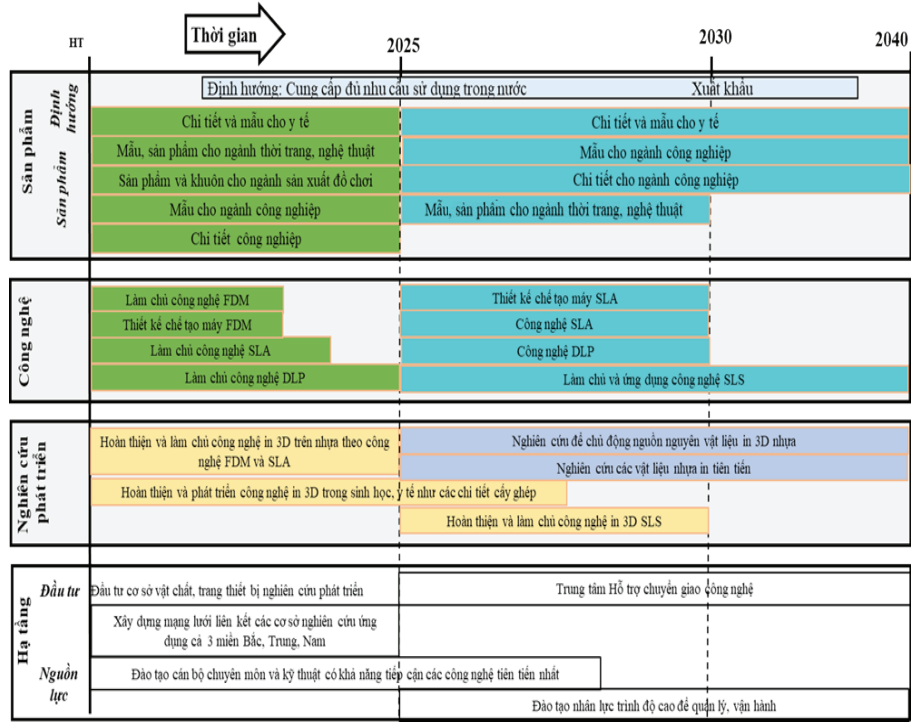 Thời gian
HT
2025
2030
2040
Sản phẩm
Định hướng
Định hướng: Cung cấp đủ nhu cầu sử dụng trong nước
Xuất khẩu
Sản phẩm
Chi tiết và mẫu cho y tế
Chi tiết và mẫu cho y tế
Mẫu, sản phẩm cho ngành thời trang, nghệ thuật
Mẫu cho ngành công nghiệp
Sản phẩm và khuôn cho ngành sản xuất đồ chơi
Chi tiết cho ngành công nghiệp
Mẫu cho ngành công nghiệp
Mẫu, sản phẩm cho ngành thời trang, nghệ thuật
Chi tiết công nghiệp
Công nghệ
Làm chủ công nghệ FDM
Thiết kế chế tạo máy SLA
Thiết kế chế tạo máy FDM
Công nghệ SLA
Làm chủ công nghệ SLA
Công nghệ DLP
Làm chủ công nghệ DLP
Làm chủ và ứng dụng công nghệ SLS
Nghiên cứu
phát triển
Hoàn thiện và làm chủ công nghệ in 3D trên nhựa theo công
nghệ FDM và SLA
Nghiên cứu để chủ động nguồn nguyên vật liệu in 3D nhựa
Nghiên cứu các vật liệu nhựa in tiên tiến
Hoàn thiện và phát triển công nghệ in 3D trong sinh học, y tế như các chi tiết cấy ghép
Hoàn thiện và làm chủ công nghệ in 3D SLS
Hạ tầng
Đầu tư
Đầu tư cơ sở vật chất, trang thiết bị nghiên cứu phát triển
Trung tâm Hỗ trợ chuyển giao công nghệ
Xây dựng mạng lưới liên kết các cơ sở nghiên cứu ứng
dụng cả 3 miền Bắc, Trung, Nam
Nguồn
lực
Đào tạo cán bộ chuyên môn và kỹ thuật có khả năng tiếp cận các công nghệ tiên tiến nhất
Đào tạo nhân lực trình độ cao để quản lý, vận hành